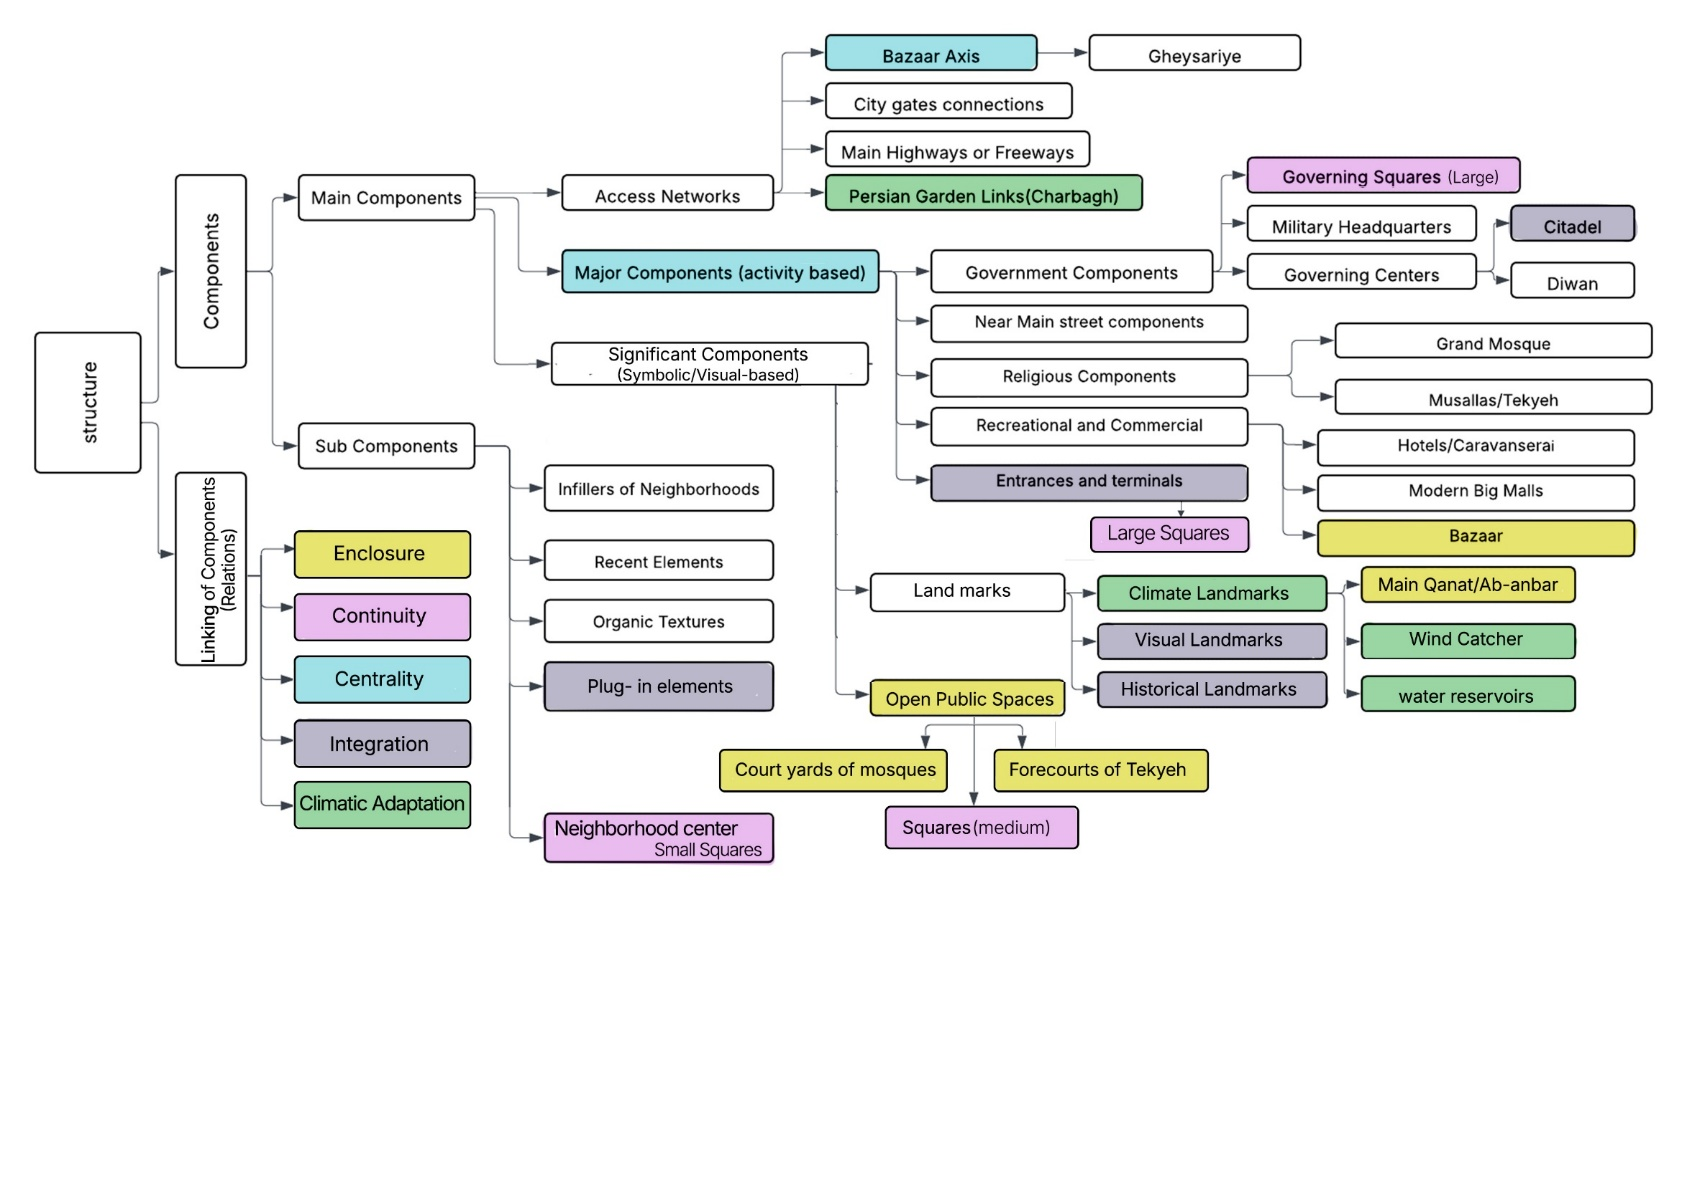 Bazaar Axis
Gheysariye
City gates connections
Main Highways or Freeways
Persian Garden Links(Charbagh)
Access Networks
Main Components
Components
structure
Major Components (activity based)
Government Components
Governing Squares (Large)
Military Headquarters
Governing Centers
Citadel
Diwan
Near Main street components
Significant Components
(Symbolic/Visual-based)
Religious Components
Grand Mosque
Musallas/Tekyeh
Recreational and Commercial
Hotels/Caravanserai
Modern Big Malls
Bazaar
Entrances and terminals
Large Squares
Sub Components
Infillers of Neighborhoods
Recent Elements
Organic Textures
Plug- in elements
Neighborhood center
Small Squares
Linking of Components
(Relations)
Enclosure
Continuity
Centrality
Integration
Climatic Adaptation
Land marks
Climate Landmarks
Visual Landmarks
Historical Landmarks
Main Qanat/Ab-anbar
Wind Catcher
water reservoirs
Open Public Spaces
Court yards of mosques
Forecourts of Tekyeh
Squares(medium)